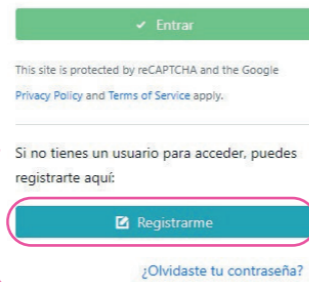 Entrar
This site is protected by reCAPTCHA and the Google
Privacy Policy and Terms of Service apply.
Si no tienes un usuario para acceder, puedes
registrarte aquí:
Registrarme
¿Olvidaste tu contraseña?